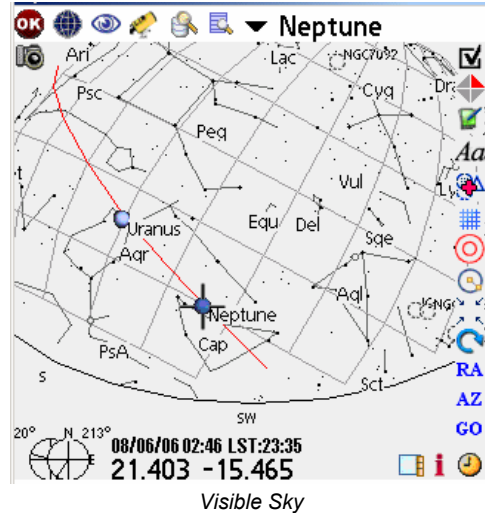 OK Neptune
Ari
Lac
NGC7092
Cyg
Dr
Psc
Peg
Aa
Vul
Ly
Equ
Del
Uranus
Sge
Aqr
Aql
Neptune
PsA
Cap
S
Sct
RA
SW
AZ
20° N 213°
08/06/06 02:46 LST:23:35
GO
21.403 -15.465
i
Visible Sky